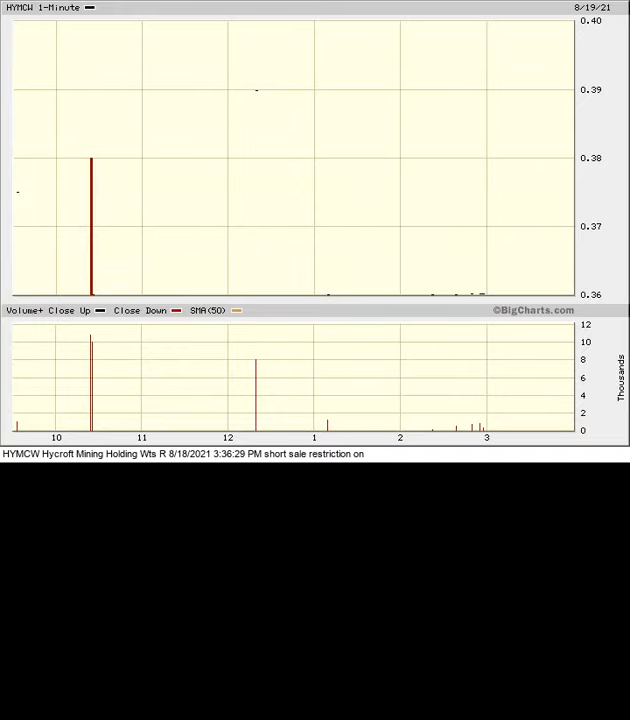 HYMCW 1-Minute 8/19/21
0.40
0.39
0.38
0.37
0.36
Volume+ Close Up Close Down SMA(50) ©BigCharts.com
12
10
8
6
4
2
0
Thousands
10 11 12 1 2 3
HYMCW Hycroft Mining Holding Wts R 8/18/2021 3:36:29 PM short sale restriction on